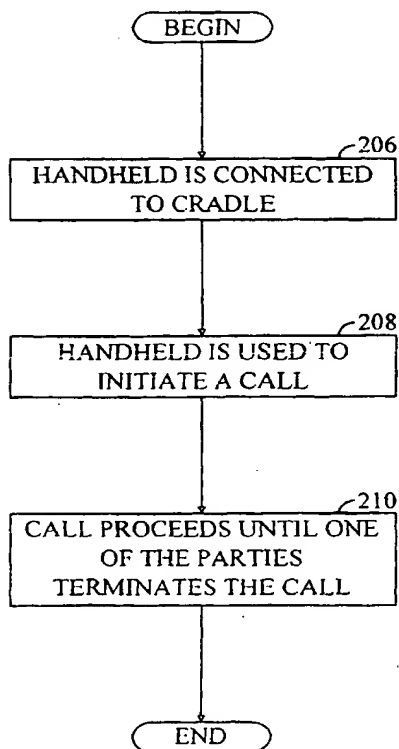 BEGIN
206
HANDHELD IS CONNECTED
TO CRADLE
208
HANDHELD IS USED TO
INITIATE A CALL
210
CALL PROCEEDS UNTIL ONE
OF THE PARTIES
TERMINATES THE CALL
END